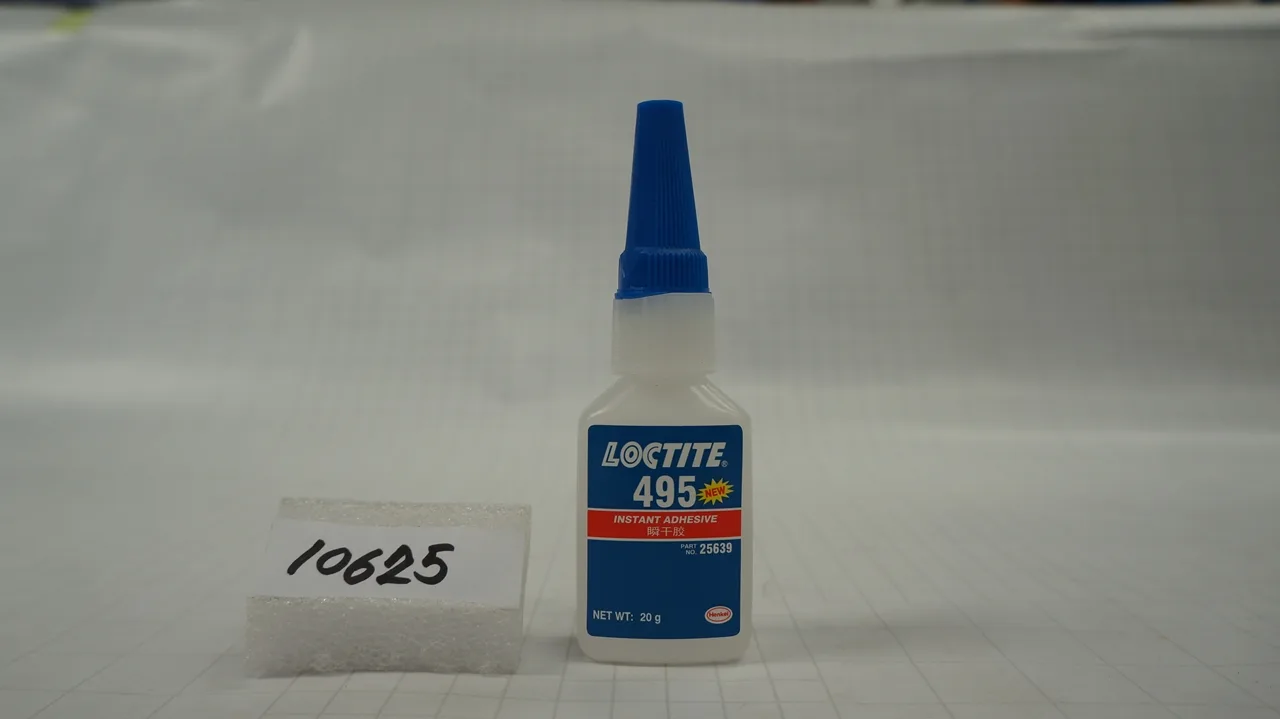 10625
LOCTITE®
495 NEW
INSTANT ADHESIVE
瞬干胶
PART NO. 25639
NET WT: 20 g
Henkel